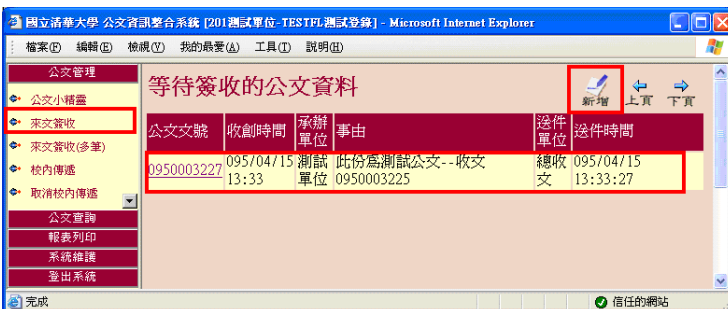 國立清華大學 公文資訊整合系統 [201測試單位-TESTFL測試登錄] - Microsoft Internet Explorer
檔案(F) 編輯(E) 檢視(V) 我的最愛(A) 工具(T) 說明(H)
公文管理
公文小精靈
來文簽收
來文簽收(多筆)
校內傳遞
取消校內傳遞
公文查詢
報表列印
系統維護
登出系統
等待簽收的公文資料
新增 上頁 下頁
公文文號 收創時間 承辦單位 事由 送件單位 送件時間
0950003227 095/04/15 測試 此份為測試公文--收文 總收 095/04/15
13:33 單位 0950003225 文 13:33:27
完成 信任的網站